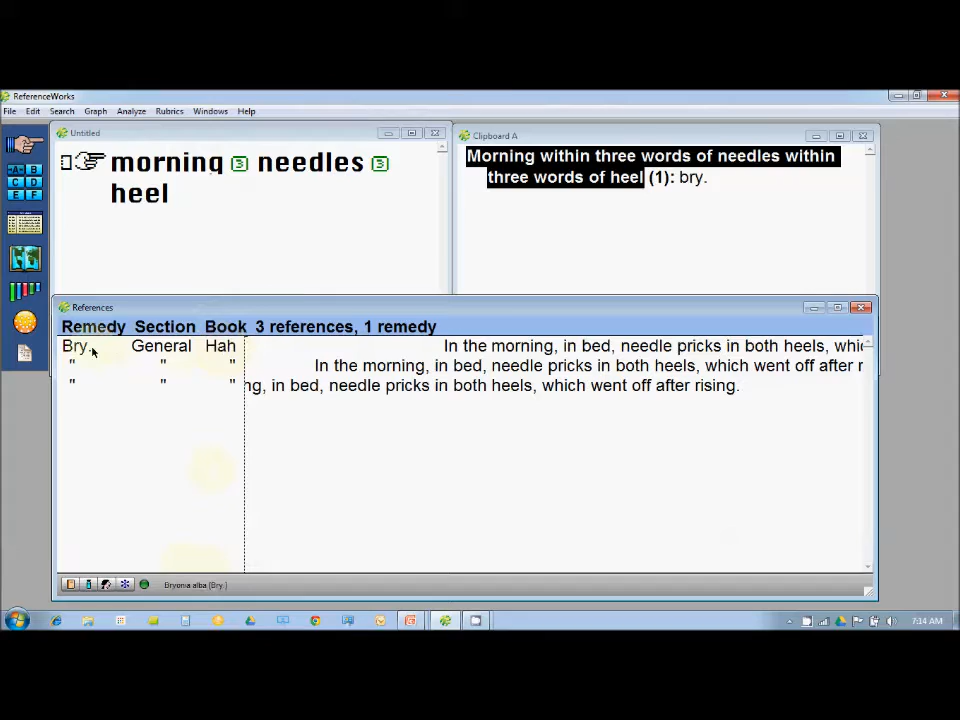 ReferenceWorks
File Edit Search Graph Analyze Rubrics Windows Help
Untitled
morning 3 needles 3
heel
Clipboard A
Morning within three words of needles within
three words of heel (1): bry.
A B
C D
E F
References
Remedy Section Book 3 references, 1 remedy
Bry. General Hah In the morning, in bed, needle pricks in both heels, whic
" " " In the morning, in bed, needle pricks in both heels, which went off after r
" " " ng, in bed, needle pricks in both heels, which went off after rising.
Bryonia alba [Bry.]
7:14 AM